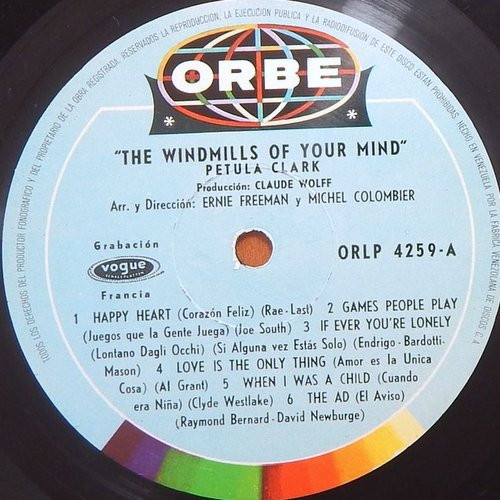 TODOS LOS DERECHOS DEL PRODUCTOR FONOGRAFICO Y DEL PROPIETARIO DE LA OBRA REGISTRADA, RESERVADOS LA REPRODUCCION, LA EJECUCION PUBLICA Y LA RADIODIFUSION DE ESTE DISCO ESTAN PROHIBIDAS. HECHO EN VENEZUELA POR LA FABRICA VENEZOLANA DE DISCOS C.A.
ORBE
"THE WINDMILLS OF YOUR MIND"
PETULA CLARK
Producción: CLAUDE WOLFF
Arr. y Dirección: ERNIE FREEMAN y MICHEL COLOMBIER
Grabación
vogue
SCHALLPLATTEN
Francia
ORLP 4259-A
1 HAPPY HEART (Corazón Feliz) (Rae-Last) 2 GAMES PEOPLE PLAY
(Juegos que la Gente Juega) (Joe South) 3 IF EVER YOU'RE LONELY
(Lontano Dagli Occhi) (Si Alguna vez Estás Solo) (Endrigo-Bardotti-
Mason) 4 LOVE IS THE ONLY THING (Amor es la Unica
Cosa) (Al Grant) 5 WHEN I WAS A CHILD (Cuando
era Niña) (Clyde Westlake) 6 THE AD (El Aviso)
(Raymond Bernard-David Newburge)